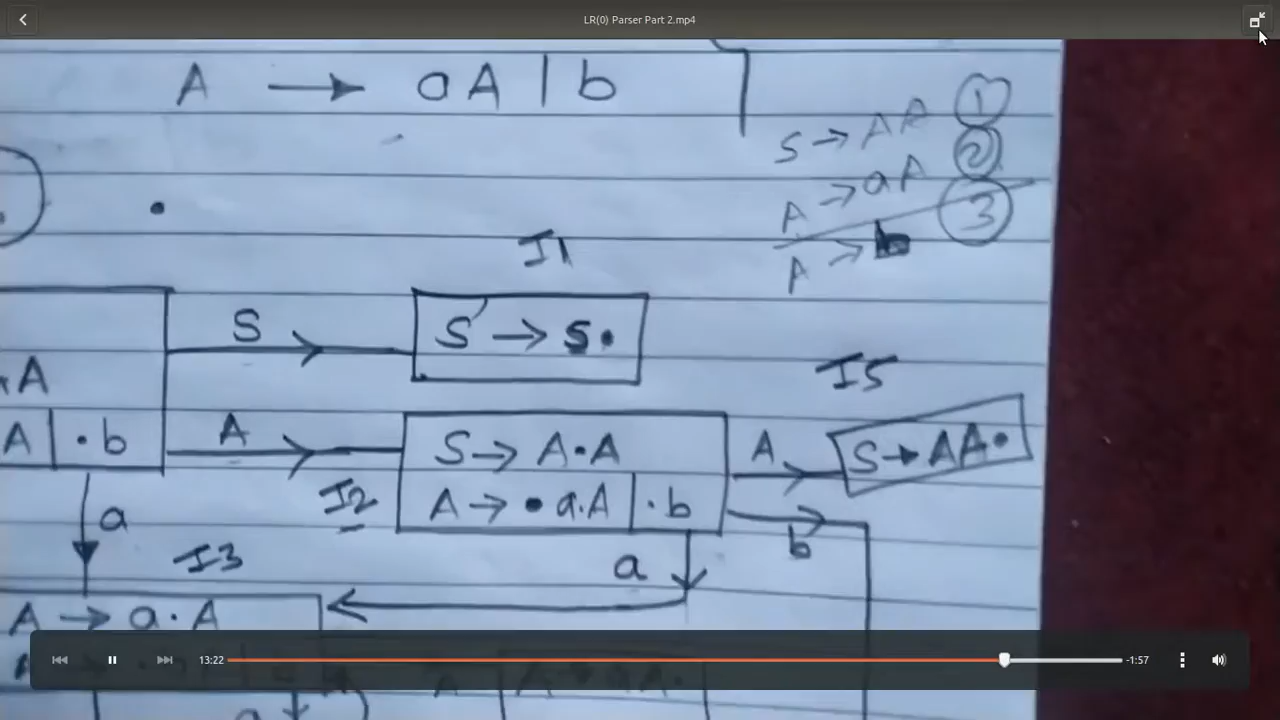 LR(0) Parser Part 2.mp4
A → aA | b
S → AA ①
A → aA ②
A → b ③
I1
S
S' → S·
·A
A | ·b
A
I2
S → A·A
A → ·aA | ·b
I5
A
S → AA·
b
a
a
I3
A → a·A
13:22
-1:57